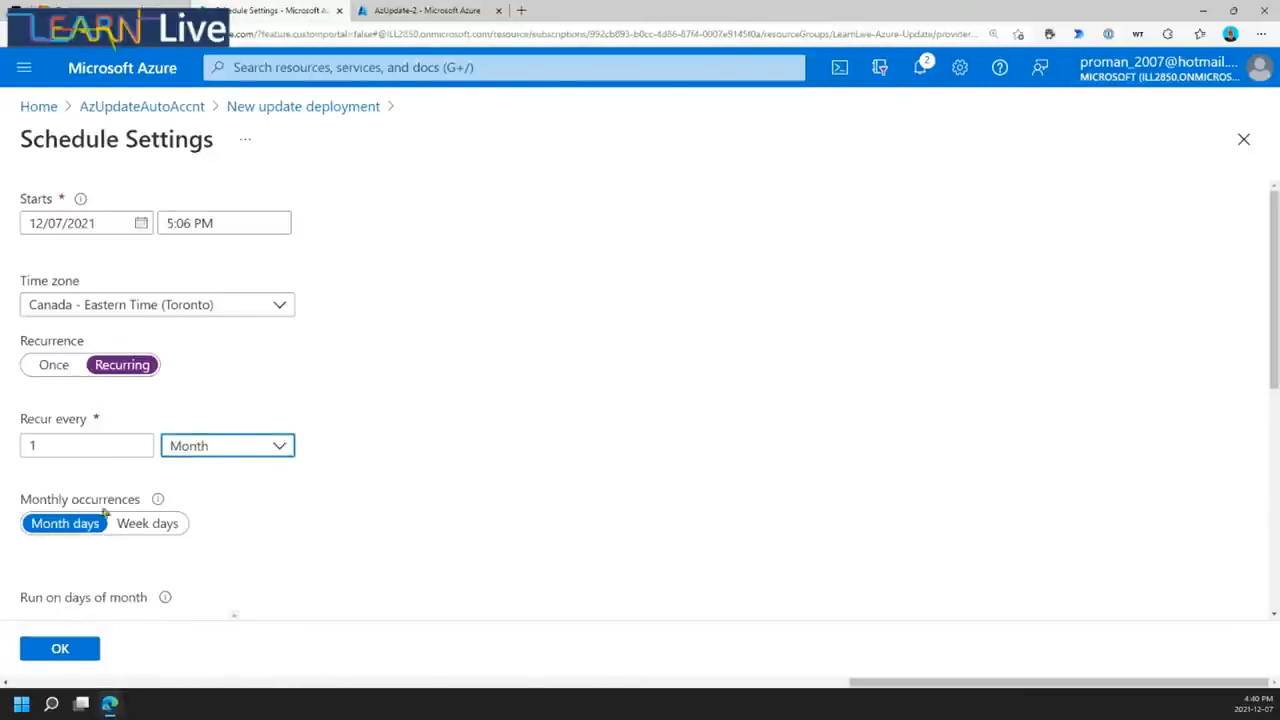 LEARN Live
Schedule Settings - Microsoft A
AzUpdate-2 - Microsoft Azure
Microsoft Azure
Search resources, services, and docs (G+/)
2
proman_2007@hotmail....
MICROSOFT (ILL2850.ONMICROS...
Home > AzUpdateAutoAccnt > New update deployment >
Schedule Settings ...
Starts *
12/07/2021 5:06 PM
Time zone
Canada - Eastern Time (Toronto)
Recurrence
Once Recurring
Recur every *
1 Month
Monthly occurrences
Month days Week days
Run on days of month
OK
4:40 PM
2021-12-07